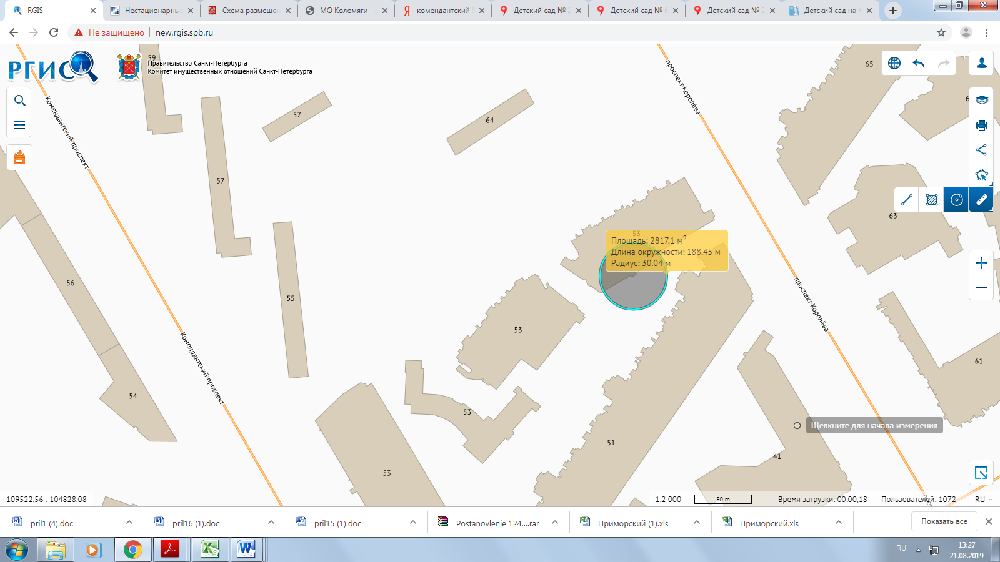 RGIS
Нестационарны
Схема размещен
МО Коломяги -
комендантский
Детский сад № 2
Детский сад №
Детский сад № 2
Детский сад на
Не защищено
new.rgis.spb.ru
РГИС
Правительство Санкт-Петербурга
Комитет имущественных отношений Санкт-Петербурга
59
57
64
65
проспект Королёва
Комендантский проспект
57
63
53
Площадь: 2817.1 м2
Длина окружности: 188.45 м
Радиус: 30.04 м
56
55
53
проспект Королёва
61
54
Комендантский проспект
53
Щелкните для начала измерения
51
41
53
109522.56 : 104828.08
1:2 000
50 m
Время загрузки: 00:00,18
Пользователей: 1072
RU
pril1 (4).doc
pril16 (1).doc
pril15 (1).doc
Postanovlenie 124....rar
Приморский (1).xls
Приморский.xls
Показать все
RU
13:27
21.08.2019